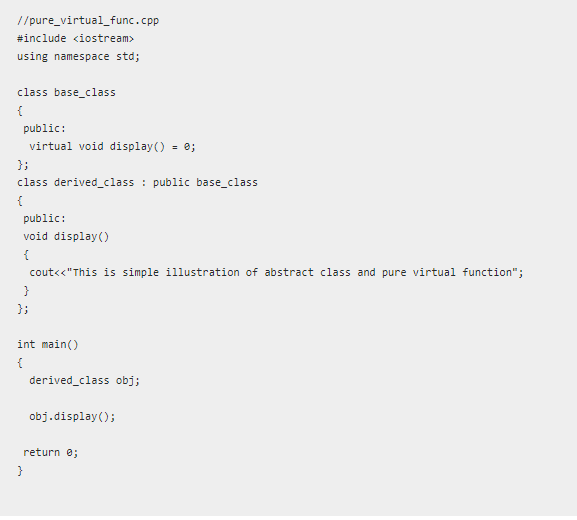 //pure_virtual_func.cpp
#include <iostream>
using namespace std;

class base_class
{
 public:
  virtual void display() = 0;
};
class derived_class : public base_class
{
 public:
 void display()
 {
  cout<<"This is simple illustration of abstract class and pure virtual function";
 }
};

int main()
{
  derived_class obj;

  obj.display();

 return 0;
}